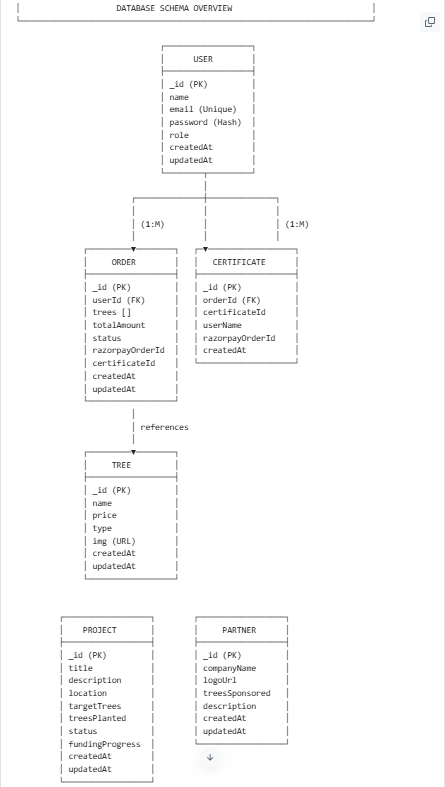 DATABASE SCHEMA OVERVIEW
USER
_id (PK)
name
email (Unique)
password (Hash)
role
createdAt
updatedAt
(1:M)
(1:M)
ORDER
_id (PK)
userId (FK)
trees []
totalAmount
status
razorpayOrderId
certificateId
createdAt
updatedAt
CERTIFICATE
_id (PK)
orderId (FK)
certificateId
userName
razorpayOrderId
createdAt
references
TREE
_id (PK)
name
price
type
img (URL)
createdAt
updatedAt
PROJECT
_id (PK)
title
description
location
targetTrees
treesPlanted
status
fundingProgress
createdAt
updatedAt
PARTNER
_id (PK)
companyName
logoUrl
treesSponsored
description
createdAt
updatedAt